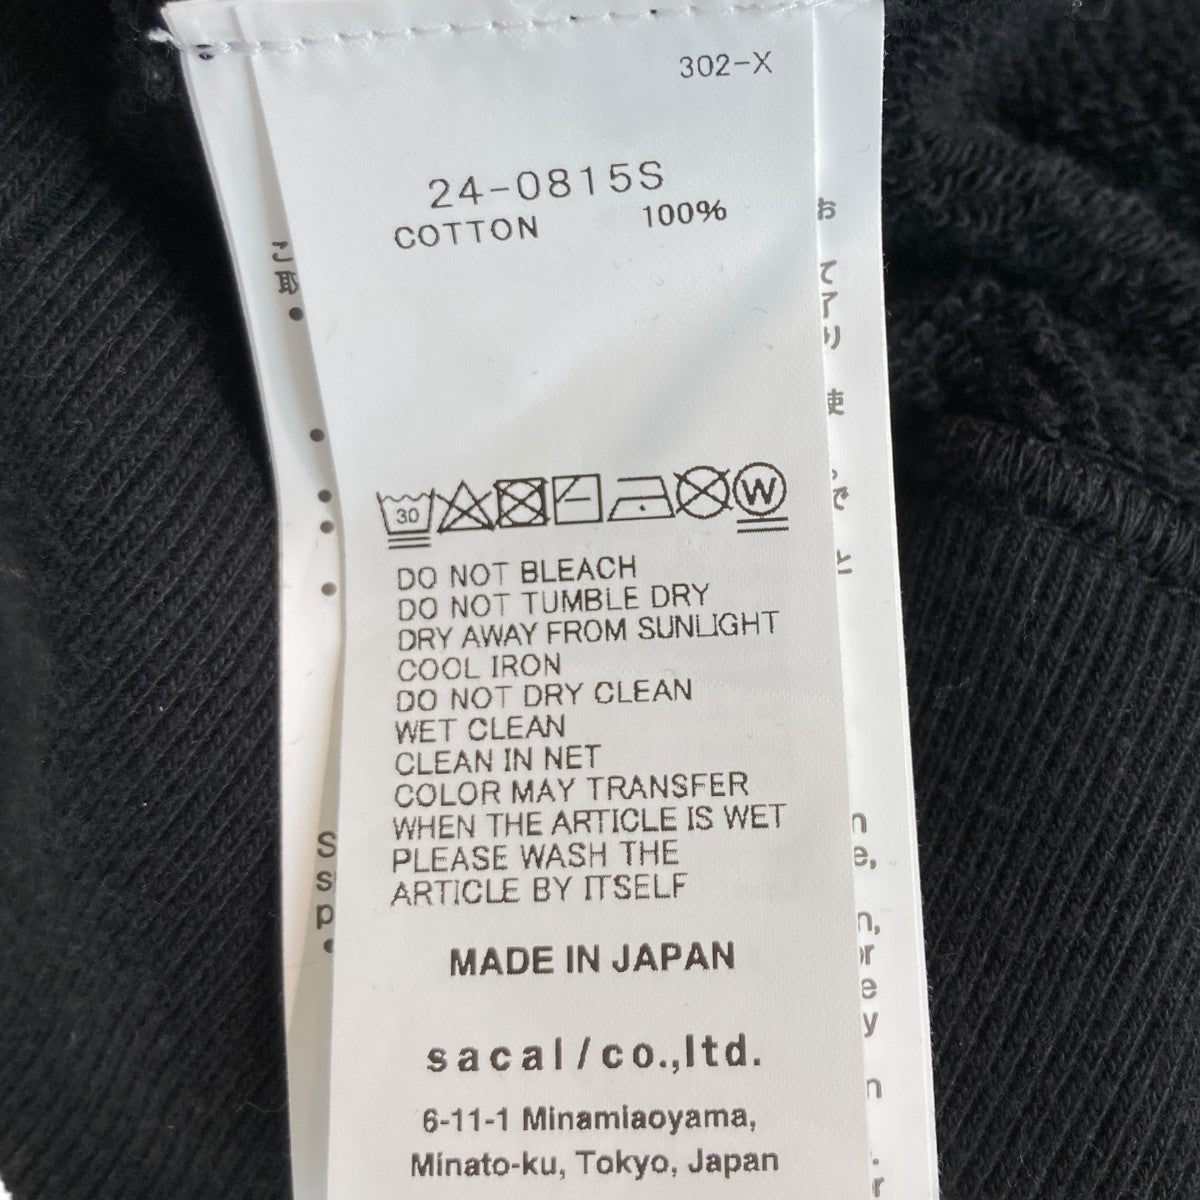 302-X
24-0815S
COTTON 100%
30
W
DO NOT BLEACH
DO NOT TUMBLE DRY
DRY AWAY FROM SUNLIGHT
COOL IRON
DO NOT DRY CLEAN
WET CLEAN
CLEAN IN NET
COLOR MAY TRANSFER
WHEN THE ARTICLE IS WET
PLEASE WASH THE
ARTICLE BY ITSELF
MADE IN JAPAN
sacai/co.,ltd.
6-11-1 Minamiaoyama,
Minato-ku, Tokyo, Japan